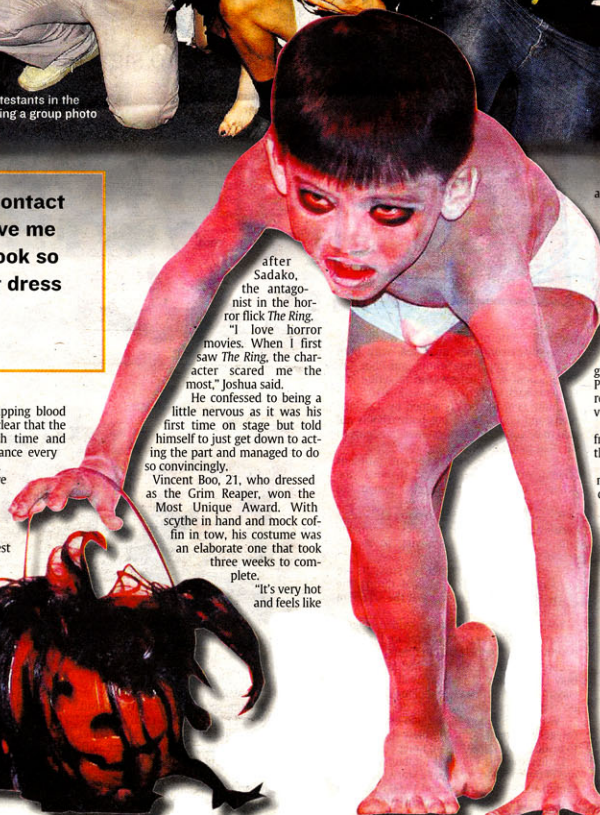 testants in the
ing a group photo
ontact
ve me
ook so
r dress
pping blood
lear that the
h time and
ance every
re
est
after
Sadako,
the antago-
nist in the hor-
ror flick The Ring.
"I love horror
movies. When I first
saw The Ring, the char-
acter scared me the
most," Joshua said.
He confessed to being a
little nervous as it was his
first time on stage but told
himself to just get down to act-
ing the part and managed to do
so convincingly.
Vincent Boo, 21, who dressed
as the Grim Reaper, won the
Most Unique Award. With
scythe in hand and mock cof-
fin in tow, his costume was
an elaborate one that took
three weeks to com-
plete.
"It's very hot
and feels like